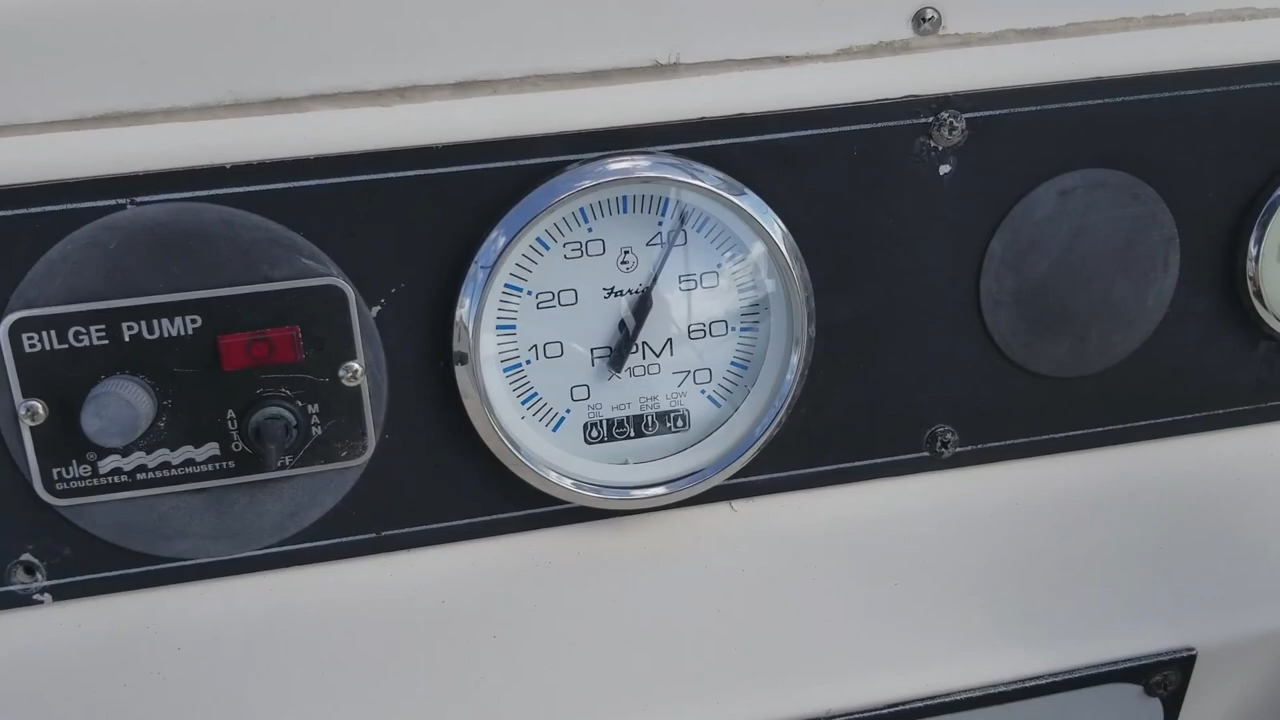 BILGE PUMP
AUTO
MAN
rule®
GLOUCESTER, MASSACHUSETTS
0
10
20
30
40
50
60
70
Faria
RPM
X100
NO OIL
HOT
CHK ENG
LOW OIL